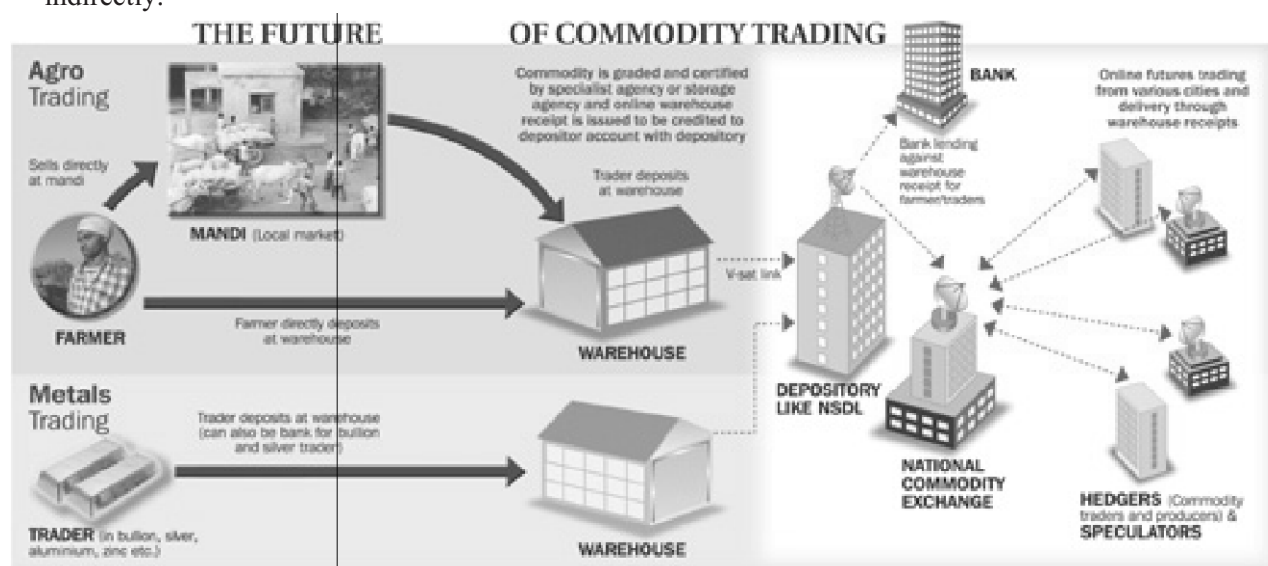 indirectly.
THE FUTURE OF COMMODITY TRADING
Agro
Trading
Sells directly
at mandi
FARMER
MANDI (Local market)
Commodity is graded and certified
by specialist agency or storage
agency and online warehouse
receipt is issued to be credited to
depositor account with depository
Trader deposits
at warehouse
Farmer directly deposits
at warehouse
WAREHOUSE
V-sat link
BANK
Bank lending
against
warehouse
receipt for
farmer/traders
Online futures trading
from various cities and
delivery through
warehouse receipts
DEPOSITORY
LIKE NSDL
NATIONAL
COMMODITY
EXCHANGE
HEDGERS (Commodity
traders and producers) &
SPECULATORS
Metals
Trading
Trader deposits at warehouse
(can also be bank for bullion
and silver trader)
TRADER (in bullion, silver,
aluminium, zinc etc.)
WAREHOUSE